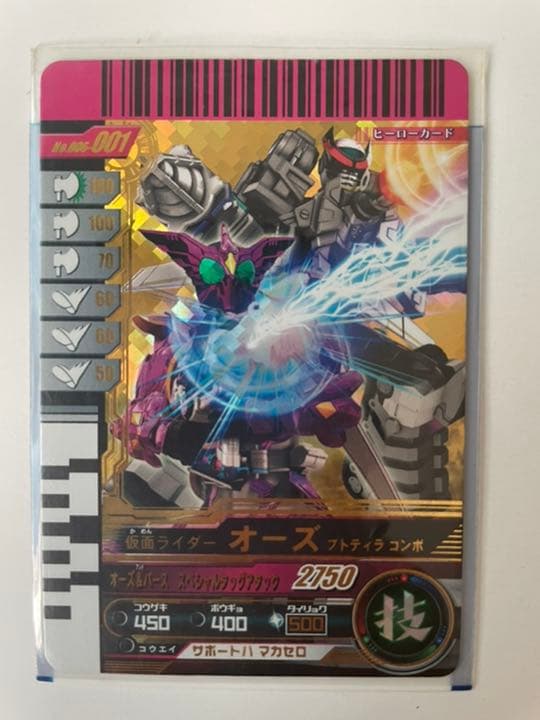 ヒーローカード
No.006-001
100
100
70
60
60
50
かめん
仮面ライダー オーズ プトティラ コンボ
オーズ&バース スペシャルタッグアタック 2750
コウゲキ ボウギョ タイリョク
450 400 500
技
コウエイ サポートハ マカセロ